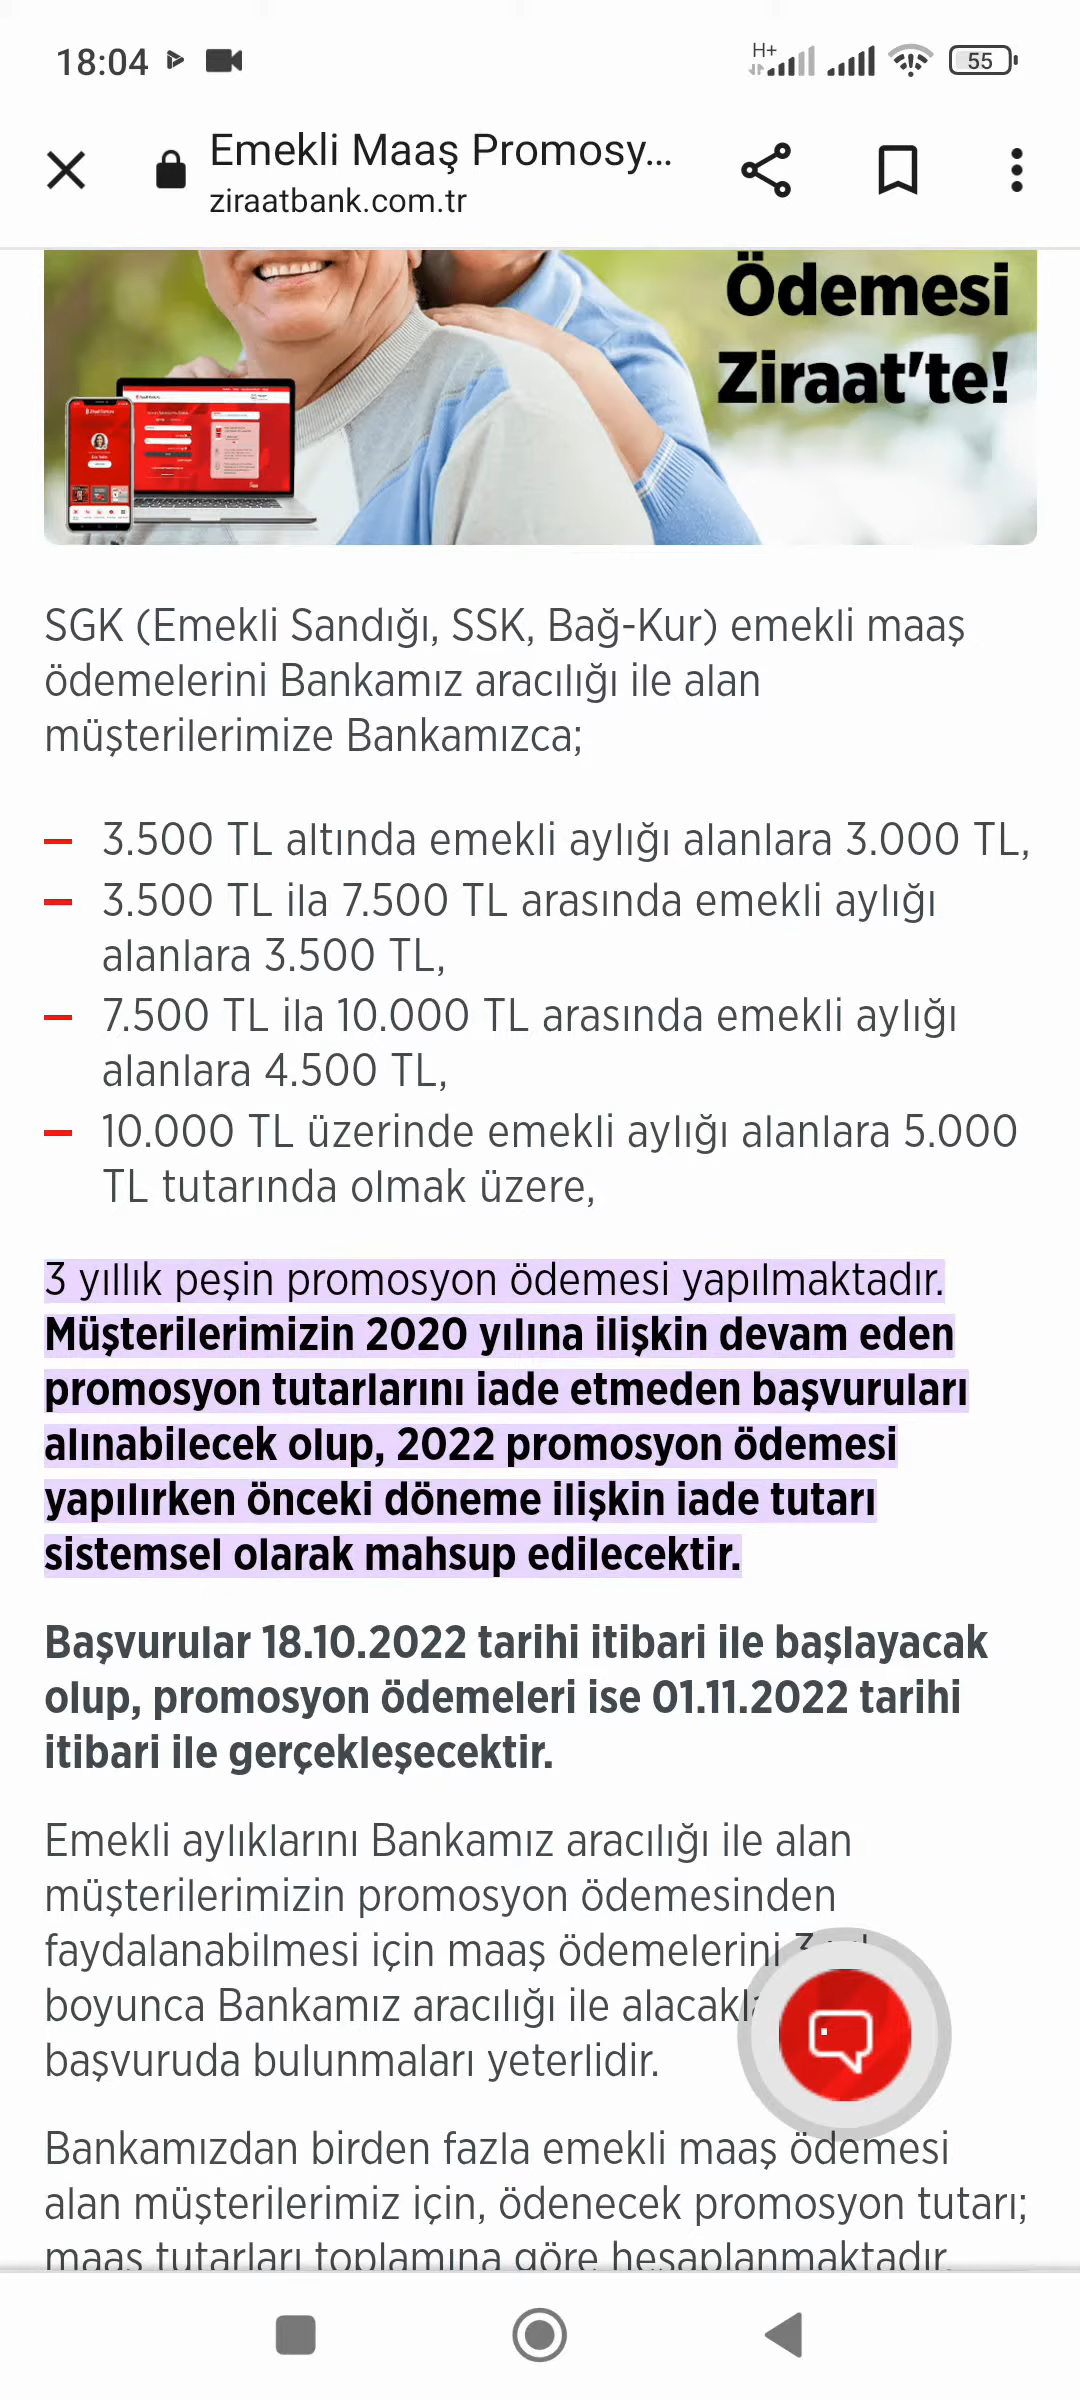 18:04
H+
55
Emekli Maaş Promosy...
ziraatbank.com.tr
Ödemesi
Ziraat'te!
SGK (Emekli Sandığı, SSK, Bağ-Kur) emekli maaş
ödemelerini Bankamız aracılığı ile alan
müşterilerimize Bankamızca;
— 3.500 TL altında emekli aylığı alanlara 3.000 TL,
— 3.500 TL ila 7.500 TL arasında emekli aylığı
alanlara 3.500 TL,
— 7.500 TL ila 10.000 TL arasında emekli aylığı
alanlara 4.500 TL,
— 10.000 TL üzerinde emekli aylığı alanlara 5.000
TL tutarında olmak üzere,
3 yıllık peşin promosyon ödemesi yapılmaktadır.
Müşterilerimizin 2020 yılına ilişkin devam eden
promosyon tutarlarını iade etmeden başvuruları
alınabilecek olup, 2022 promosyon ödemesi
yapılırken önceki döneme ilişkin iade tutarı
sistemsel olarak mahsup edilecektir.
Başvurular 18.10.2022 tarihi itibari ile başlayacak
olup, promosyon ödemeleri ise 01.11.2022 tarihi
itibari ile gerçekleşecektir.
Emekli aylıklarını Bankamız aracılığı ile alan
müşterilerimizin promosyon ödemesinden
faydalanabilmesi için maaş ödemelerini
boyunca Bankamız aracılığı ile
başvuruda bulunmaları yeterlidir.
Bankamızdan birden fazla emekli maaş ödemesi
alan müşterilerimiz için, ödenecek promosyon tutarı;
maaş tutarları toplamına göre hesaplanmaktadır.